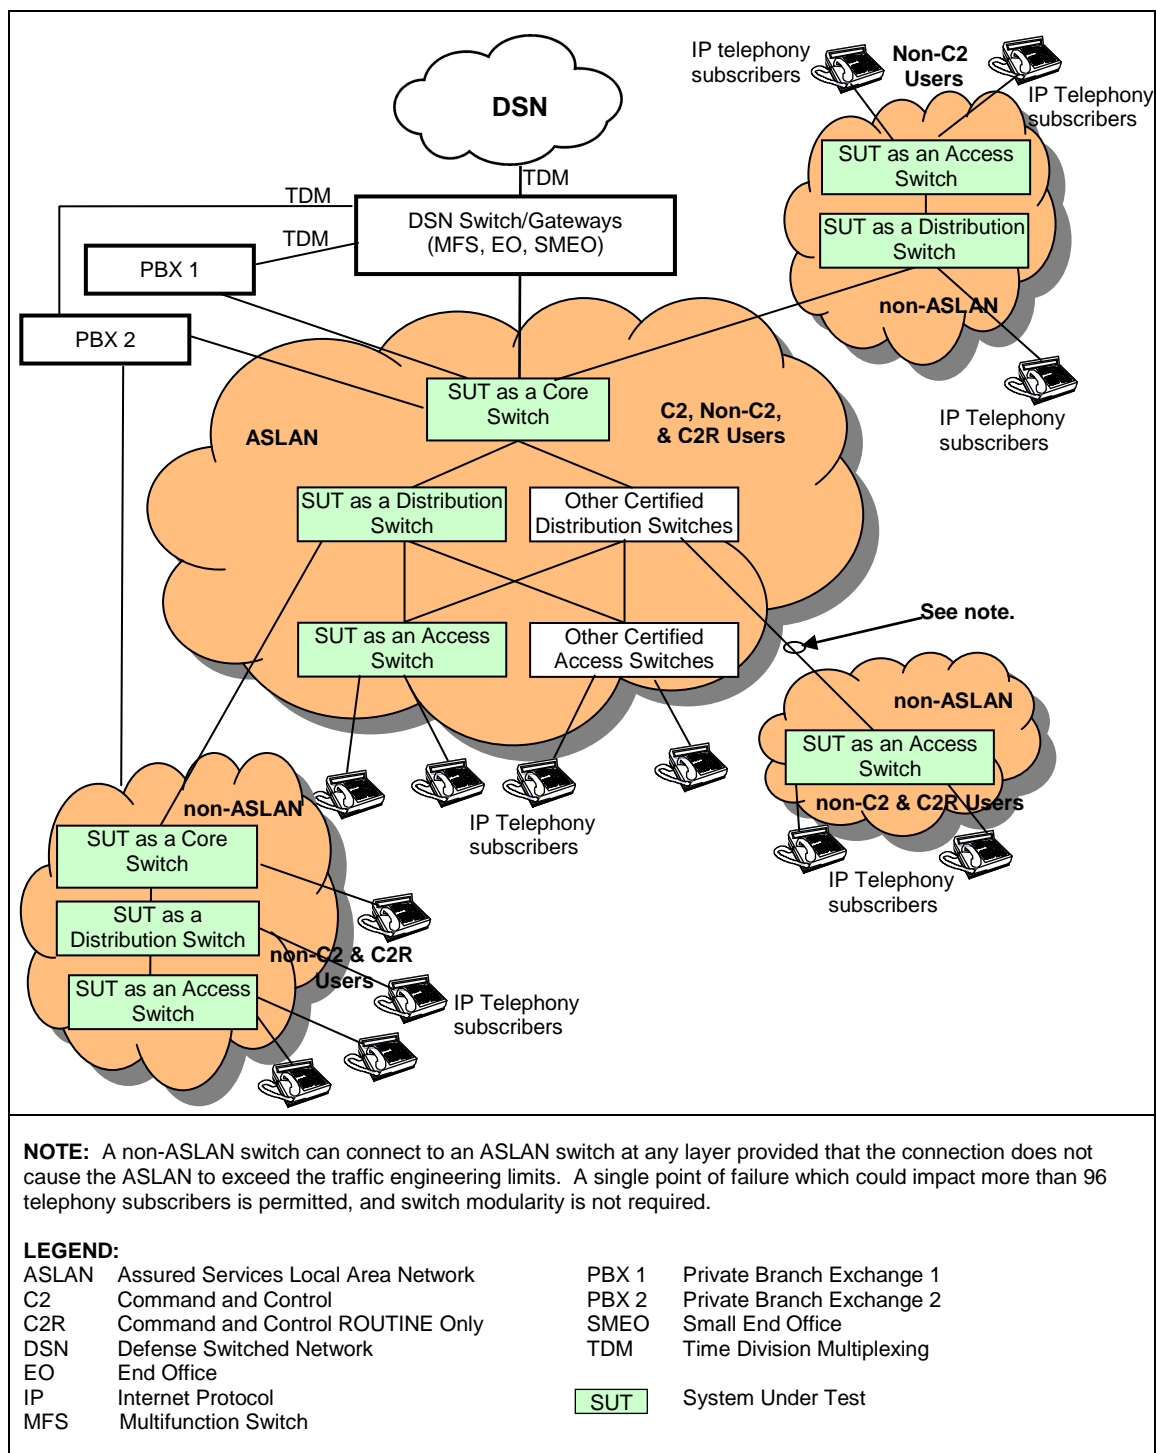 DSN
TDM
TDM
TDM
DSN Switch/Gateways
(MFS, EO, SMEO)
PBX 1
PBX 2
IP telephony
subscribers
Non-C2
Users
IP Telephony
subscribers
SUT as an Access
Switch
SUT as a Distribution
Switch
non-ASLAN
IP Telephony
subscribers
SUT as a Core
Switch
ASLAN
C2, Non-C2,
& C2R Users
SUT as a Distribution
Switch
Other Certified
Distribution Switches
SUT as an Access
Switch
Other Certified
Access Switches
See note.
non-ASLAN
SUT as an Access
Switch
non-C2 & C2R Users
IP Telephony
subscribers
IP Telephony
subscribers
non-ASLAN
SUT as a Core
Switch
SUT as a
Distribution Switch
non-C2 & C2R
Users
SUT as an Access
Switch
IP Telephony
subscribers
NOTE: A non-ASLAN switch can connect to an ASLAN switch at any layer provided that the connection does not
cause the ASLAN to exceed the traffic engineering limits. A single point of failure which could impact more than 96
telephony subscribers is permitted, and switch modularity is not required.
LEGEND:
ASLAN Assured Services Local Area Network
C2 Command and Control
C2R Command and Control ROUTINE Only
DSN Defense Switched Network
EO End Office
IP Internet Protocol
MFS Multifunction Switch
PBX 1 Private Branch Exchange 1
PBX 2 Private Branch Exchange 2
SMEO Small End Office
TDM Time Division Multiplexing
SUT System Under Test